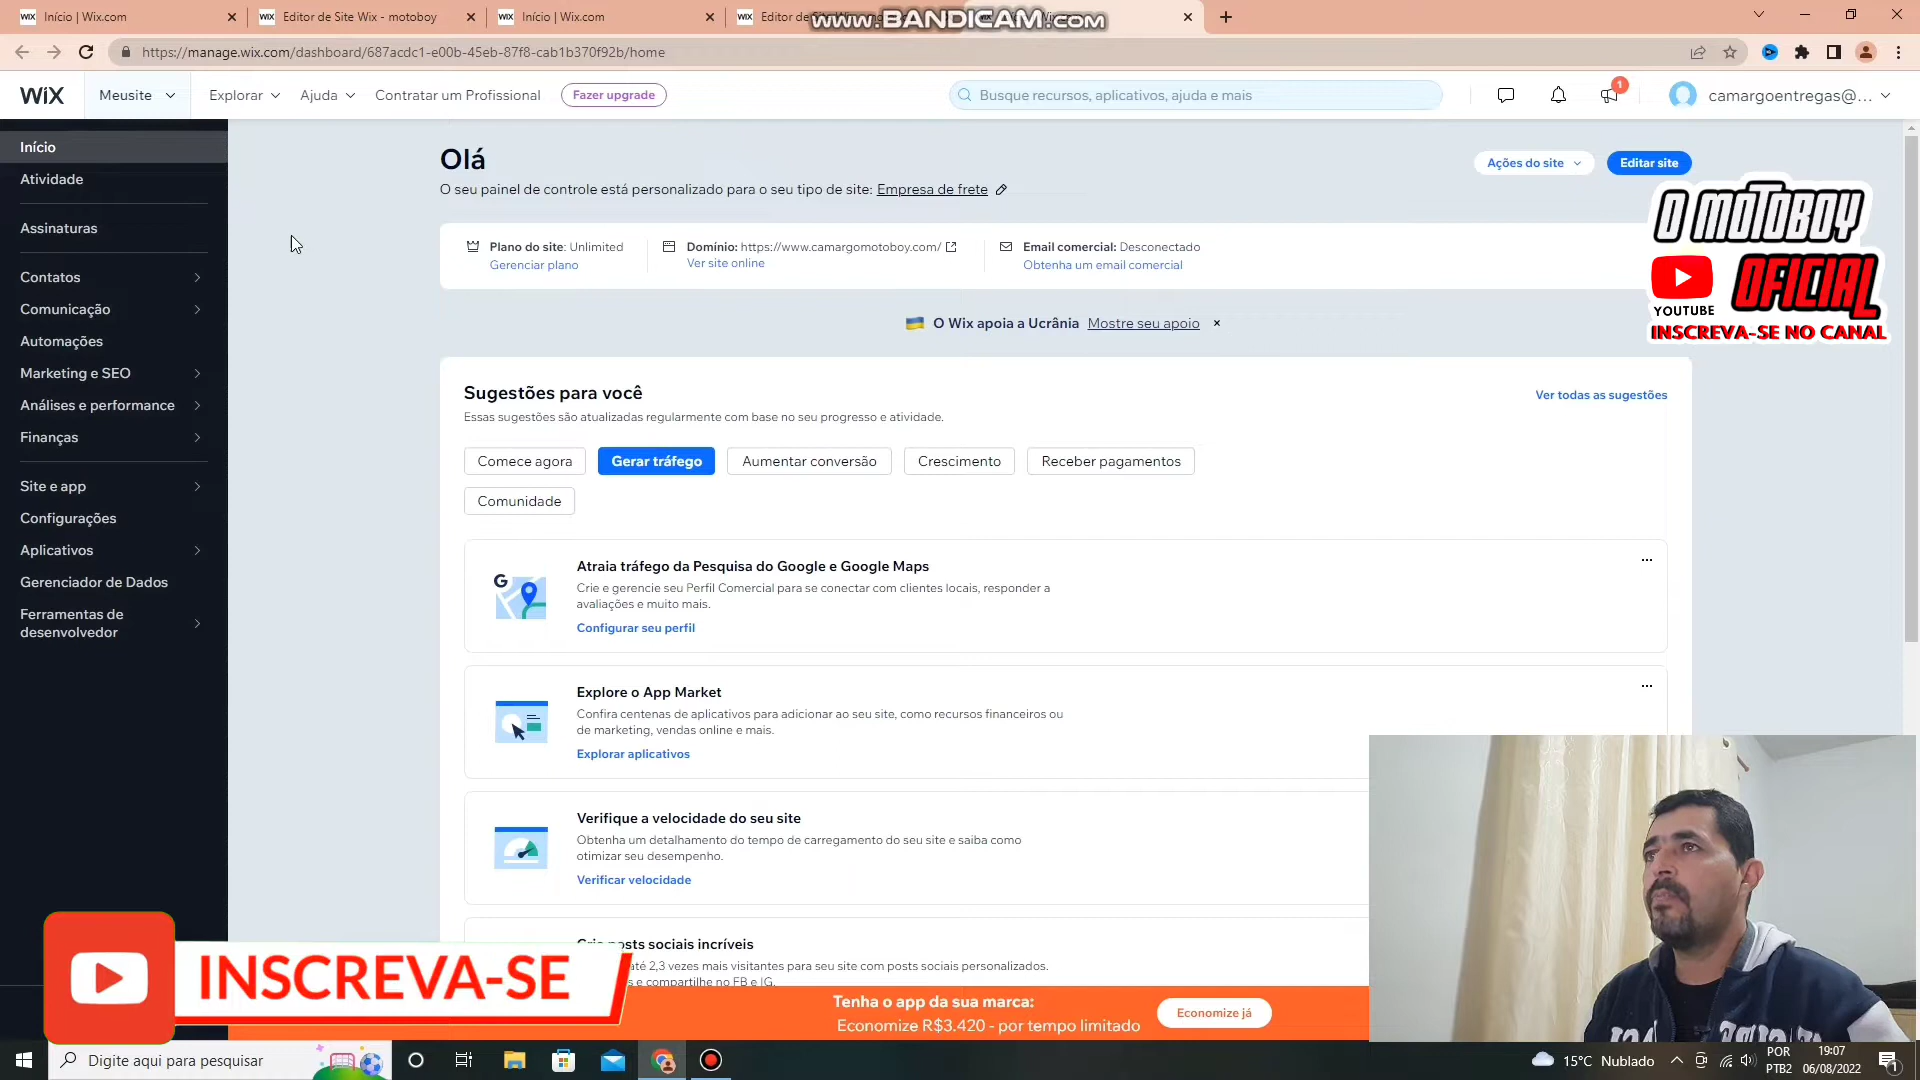 Início | Wix.com
Editor de Site Wix - motoboy
Início | Wix.com
www.BANDICAM.com
https://manage.wix.com/dashboard/687acdc1-e00b-45eb-87f8-cab1b370f92b/home
WiX
Meusite
Explorar
Ajuda
Contratar um Profissional
Fazer upgrade
Busque recursos, aplicativos, ajuda e mais
1
camargoentregas@...
Início
Atividade
Assinaturas
Contatos
Comunicação
Automações
Marketing e SEO
Análises e performance
Finanças
Site e app
Configurações
Aplicativos
Gerenciador de Dados
Ferramentas de
desenvolvedor
Olá
O seu painel de controle está personalizado para o seu tipo de site: Empresa de frete
Ações do site
Editar site
Plano do site: Unlimited
Gerenciar plano
Domínio: https://www.camargomotoboy.com/
Ver site online
Email comercial: Desconectado
Obtenha um email comercial
O MOTOBOY
OFICIAL
YOUTUBE
INSCREVA-SE NO CANAL
O Wix apoia a Ucrânia Mostre seu apoio
Sugestões para você
Ver todas as sugestões
Essas sugestões são atualizadas regularmente com base no seu progresso e atividade.
Comece agora
Gerar tráfego
Aumentar conversão
Crescimento
Receber pagamentos
Comunidade
Atraia tráfego da Pesquisa do Google e Google Maps
Crie e gerencie seu Perfil Comercial para se conectar com clientes locais, responder a
avaliações e muito mais.
Configurar seu perfil
Explore o App Market
Confira centenas de aplicativos para adicionar ao seu site, como recursos financeiros ou
de marketing, vendas online e mais.
Explorar aplicativos
Verifique a velocidade do seu site
Obtenha um detalhamento do tempo de carregamento do seu site e saiba como
otimizar seu desempenho.
Verificar velocidade
posts sociais incríveis
até 2,3 vezes mais visitantes para seu site com posts sociais personalizados.
e compartilhe no FB e IG.
INSCREVA-SE
Tenha o app da sua marca:
Economize R$3.420 - por tempo limitado
Economize já
Digite aqui para pesquisar
15°C Nublado
POR
PTB2
19:07
06/08/2022
1